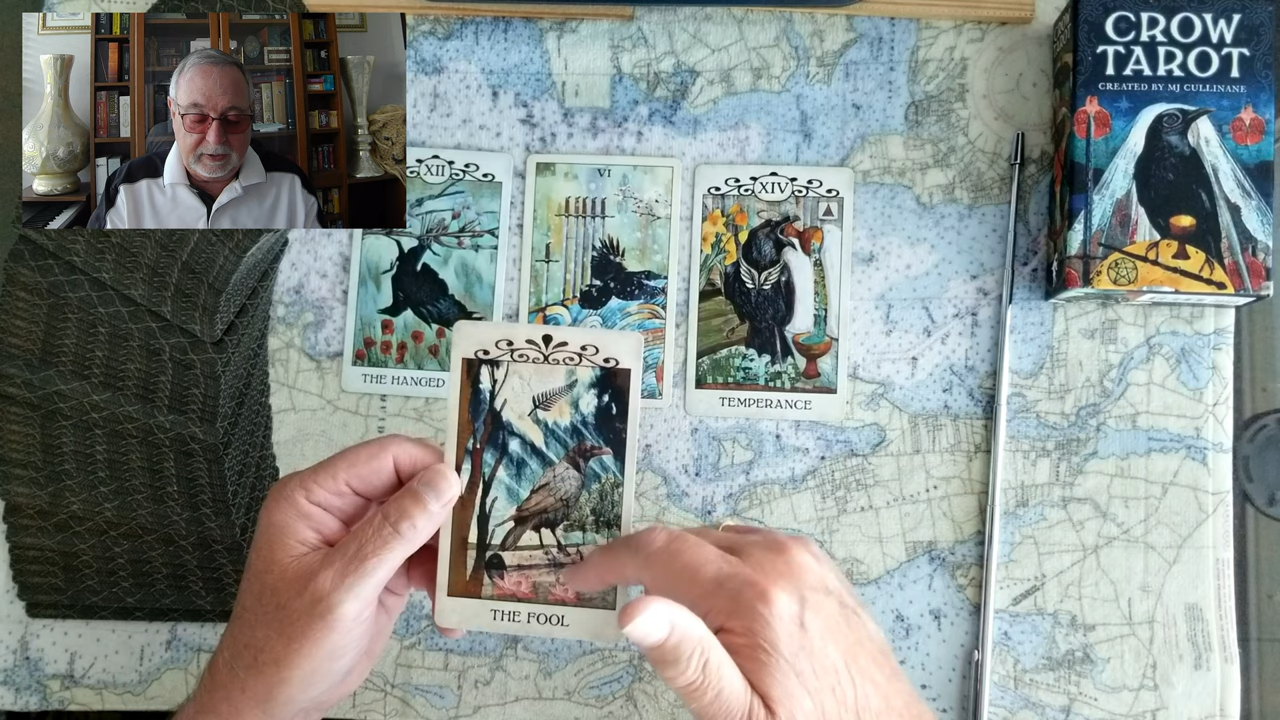 CROW
TAROT
CREATED BY MJ CULLINANE
XII
THE HANGED
VI
XIV
TEMPERANCE
THE FOOL